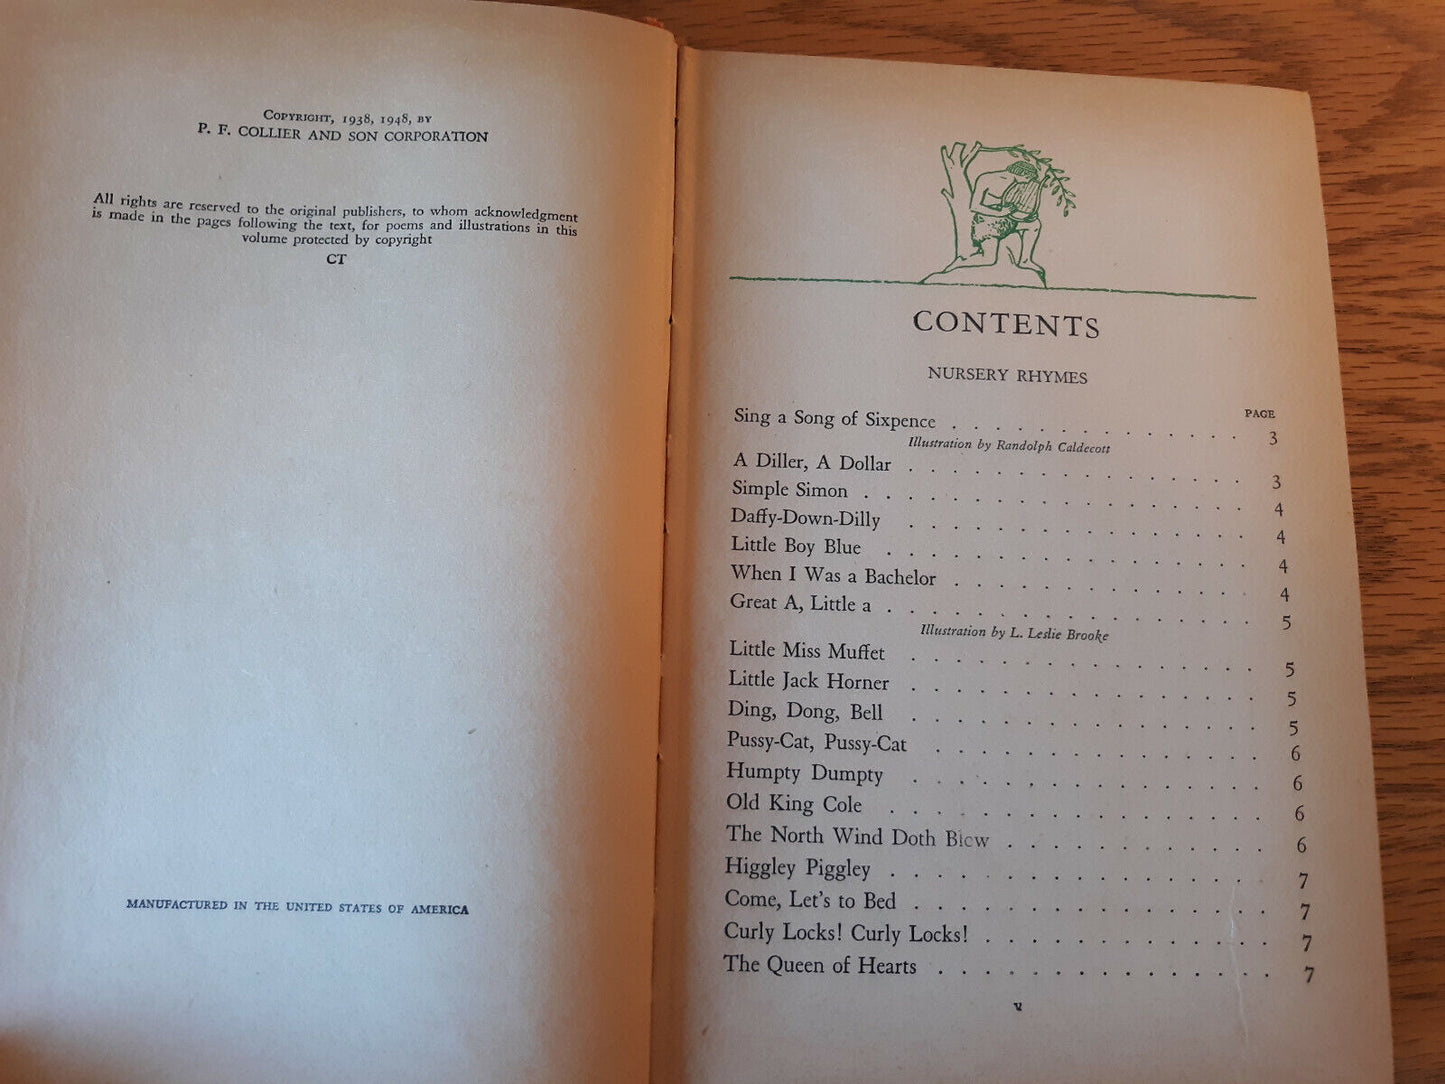 COPYRIGHT, 1938, 1948, BY
P. F. COLLIER AND SON CORPORATION
All rights are reserved to the original publishers, to whom acknowledgment
is made in the pages following the text, for poems and illustrations in this
volume protected by copyright
CT
MANUFACTURED IN THE UNITED STATES OF AMERICA
CONTENTS
NURSERY RHYMES
PAGE
Sing a Song of Sixpence . . . . . . . . . . . . . 3
Illustration by Randolph Caldecott
A Diller, A Dollar . . . . . . . . . . . . . . . 3
Simple Simon . . . . . . . . . . . . . . . . . 4
Daffy-Down-Dilly . . . . . . . . . . . . . . . 4
Little Boy Blue . . . . . . . . . . . . . . . . 4
When I Was a Bachelor . . . . . . . . . . . . . 4
Great A, Little a . . . . . . . . . . . . . . . . 5
Illustration by L. Leslie Brooke
Little Miss Muffet . . . . . . . . . . . . . . . 5
Little Jack Horner . . . . . . . . . . . . . . . 5
Ding, Dong, Bell . . . . . . . . . . . . . . . 5
Pussy-Cat, Pussy-Cat . . . . . . . . . . . . . . 6
Humpty Dumpty . . . . . . . . . . . . . . . 6
Old King Cole . . . . . . . . . . . . . . . . 6
The North Wind Doth Blow . . . . . . . . . . . 6
Higgley Piggley . . . . . . . . . . . . . . . . 7
Come, Let's to Bed . . . . . . . . . . . . . . . 7
Curly Locks! Curly Locks! . . . . . . . . . . . . 7
The Queen of Hearts . . . . . . . . . . . . . . 7
v